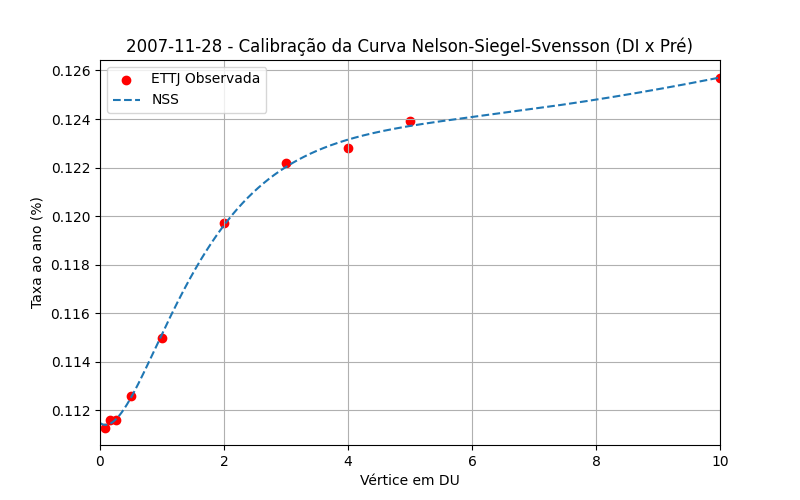 2007-11-28 - Calibração da Curva Nelson-Siegel-Svensson (DI x Pré)
ETTJ Observada
NSS
Taxa ao ano (%)
0.126
0.124
0.122
0.120
0.118
0.116
0.114
0.112
0 2 4 6 8 10
Vértice em DU